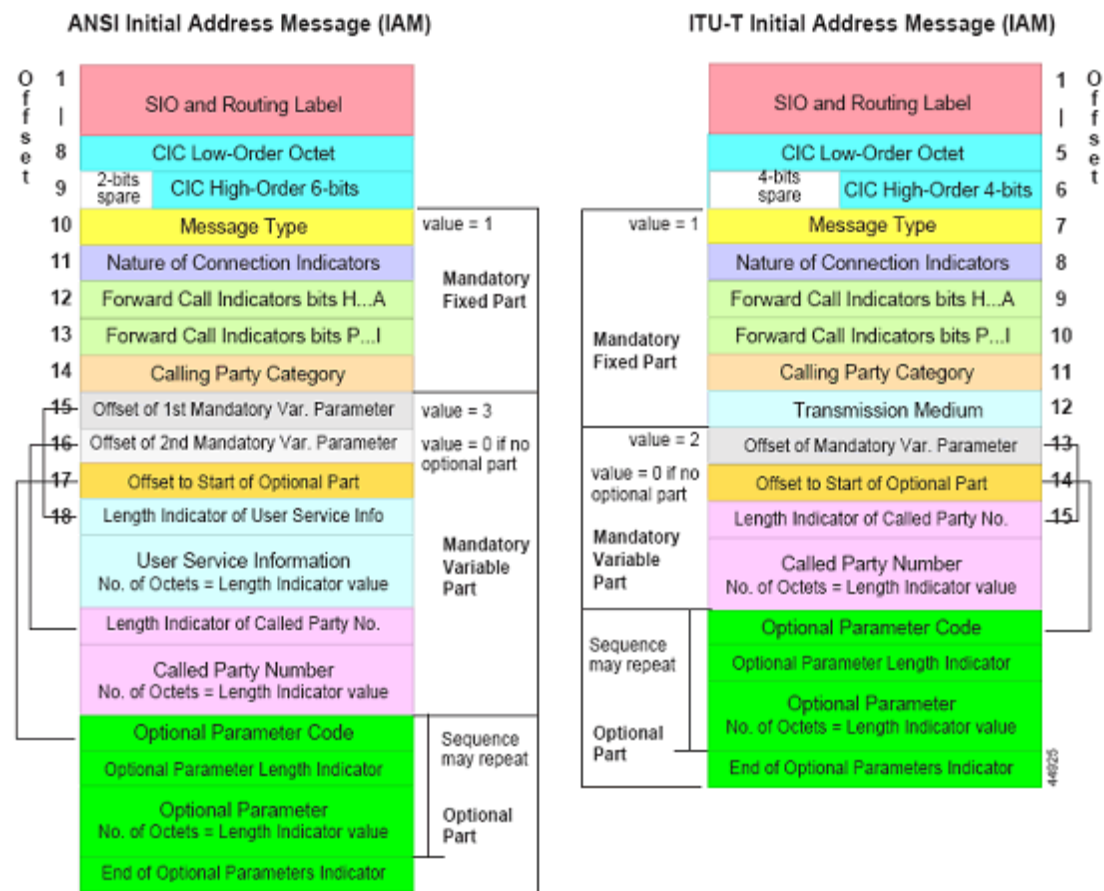 ANSI Initial Address Message (IAM)
Offset
1
|
SIO and Routing Label
8
CIC Low-Order Octet
9
2-bits
spare
CIC High-Order 6-bits
10
Message Type
value = 1
11
Nature of Connection Indicators
12
Forward Call Indicators bits H...A
13
Forward Call Indicators bits P...I
14
Calling Party Category
Mandatory
Fixed Part
15
Offset of 1st Mandatory Var. Parameter
value = 3
16
Offset of 2nd Mandatory Var. Parameter
value = 0 if no
optional part
17
Offset to Start of Optional Part
18
Length Indicator of User Service Info
User Service Information
No. of Octets = Length Indicator value
Mandatory
Variable
Part
Length Indicator of Called Party No.
Called Party Number
No. of Octets = Length Indicator value
Optional Parameter Code
Optional Parameter Length Indicator
Optional Parameter
No. of Octets = Length Indicator value
End of Optional Parameters Indicator
Sequence
may repeat
Optional
Part
ITU-T Initial Address Message (IAM)
Offset
1
|
SIO and Routing Label
CIC Low-Order Octet
5
4-bits
spare
CIC High-Order 4-bits
6
value = 1
Message Type
7
Nature of Connection Indicators
8
Forward Call Indicators bits H...A
9
Forward Call Indicators bits P...I
10
Calling Party Category
11
Transmission Medium
12
Mandatory
Fixed Part
value = 2
Offset of Mandatory Var. Parameter
13
value = 0 if no
optional part
Offset to Start of Optional Part
14
Length Indicator of Called Party No.
15
Mandatory
Variable
Part
Called Party Number
No. of Octets = Length Indicator value
Optional Parameter Code
Sequence
may repeat
Optional Parameter Length Indicator
Optional Parameter
No. of Octets = Length Indicator value
Optional
Part
End of Optional Parameters Indicator
44925